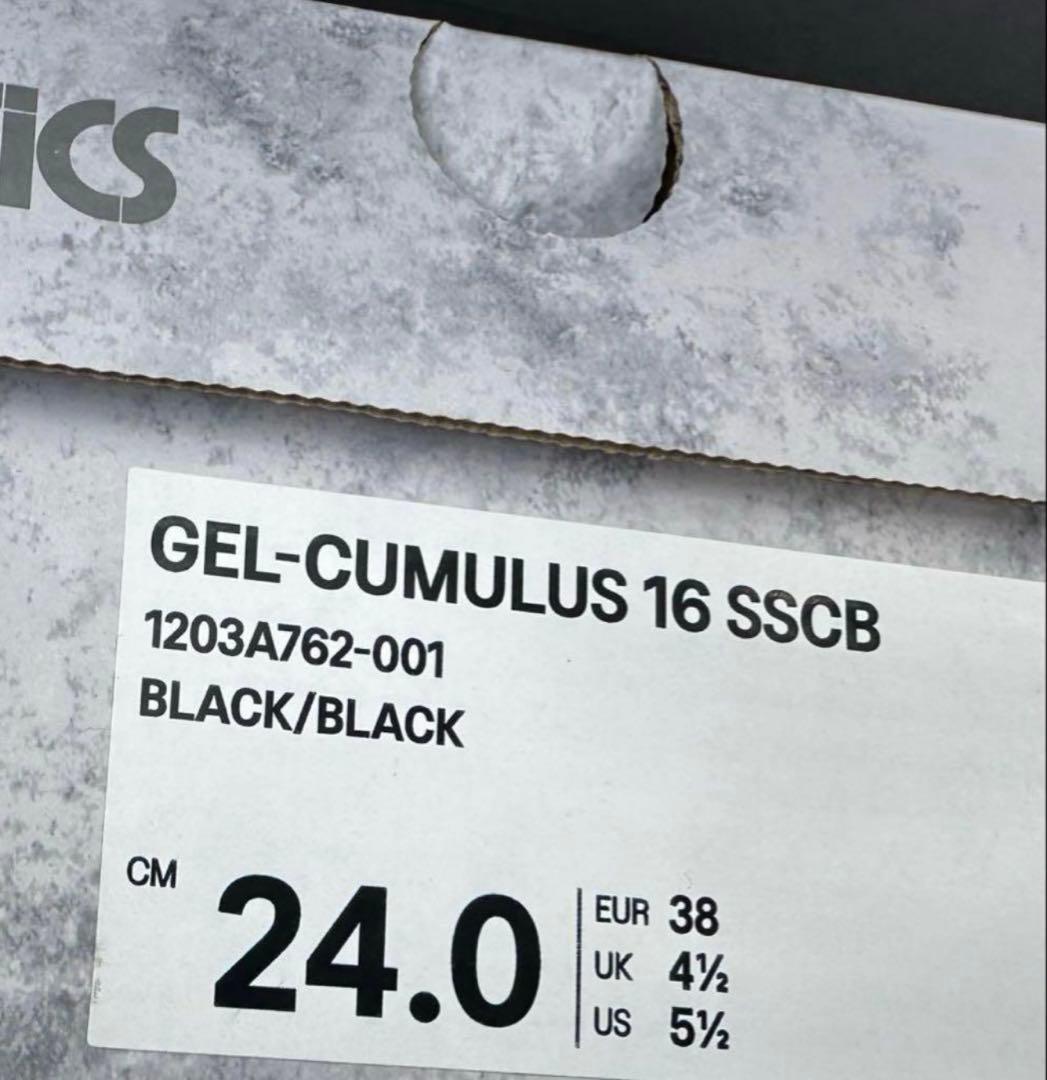 ics
GEL-CUMULUS 16 SSCB
1203A762-001
BLACK/BLACK
CM 24.0
EUR 38
UK 4½
US 5½